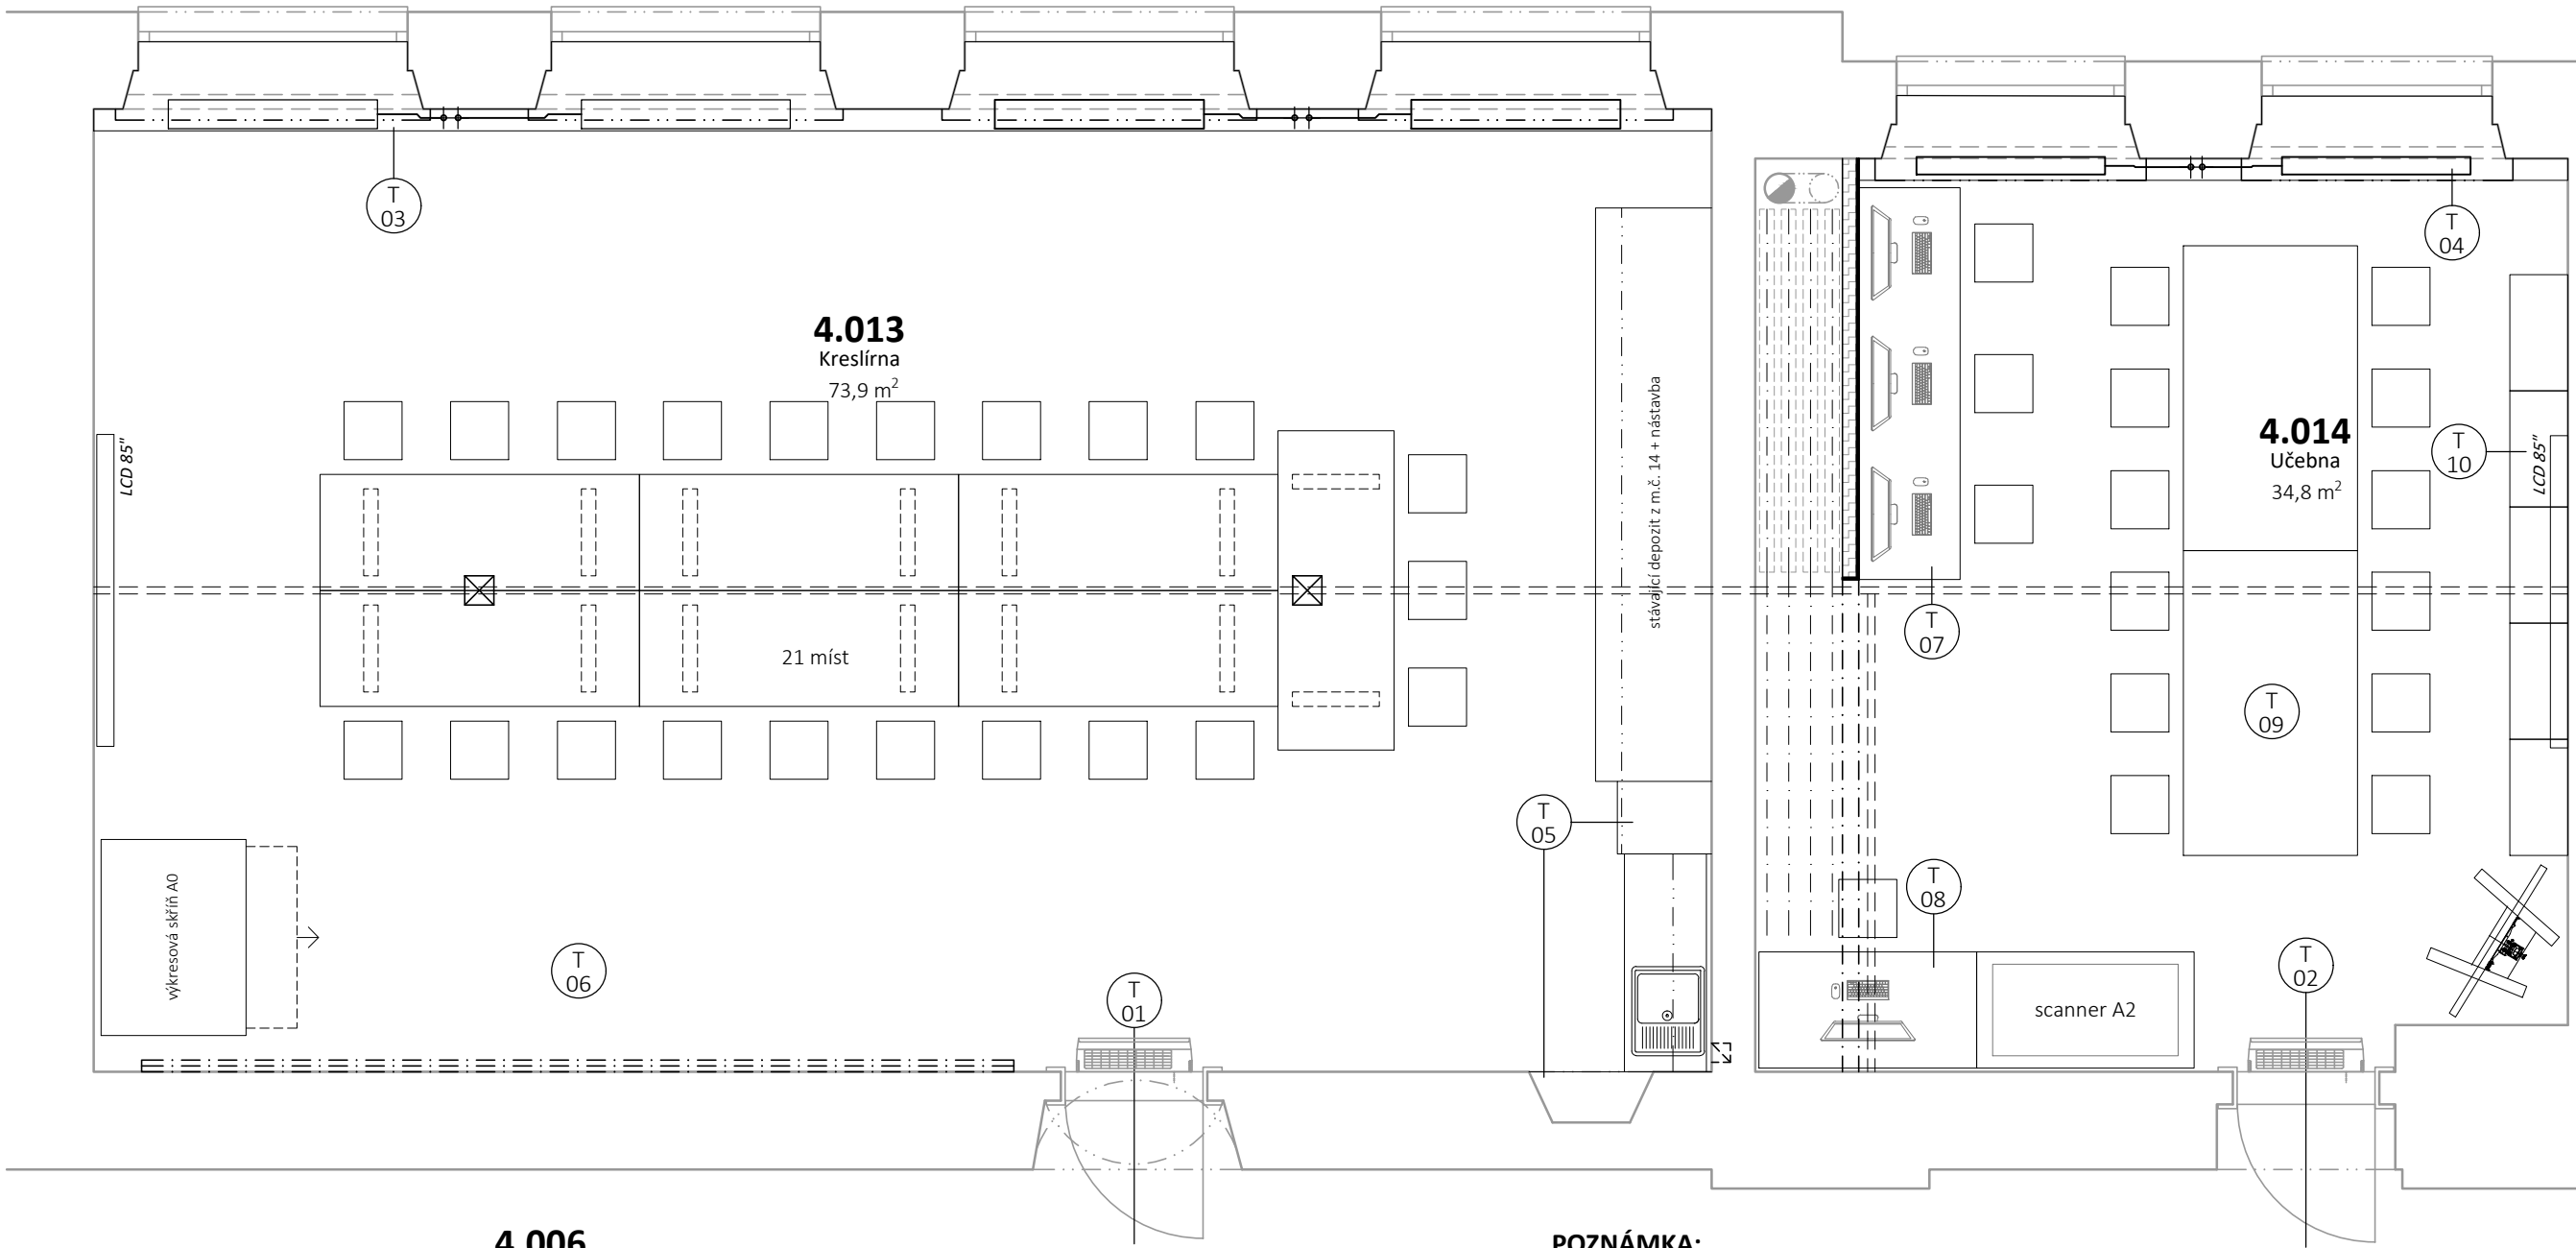 T
03
T
04
4.013
Kreslírna
73,9 m²
LCD 85"
21 míst
stávající depozit z m.č. 14 + nástavba
4.014
Učebna
34,8 m²
T
10
LCD 85"
T
07
T
09
T
05
T
08
výkresová skříň A0
T
06
T
01
scanner A2
T
02
4.006
POZNÁMKA: